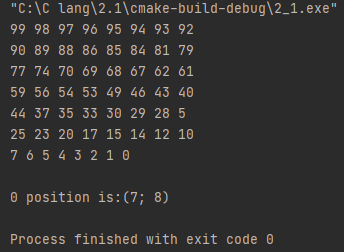 "C:\C lang\2.1\cmake-build-debug\2_1.exe"
99 98 97 96 95 94 93 92
90 89 88 86 85 84 81 79
77 74 70 69 68 67 62 61
59 56 54 53 49 46 43 40
44 37 35 33 30 29 28 5
25 23 20 17 15 14 12 10
7 6 5 4 3 2 1 0
0 position is:(7; 8)
Process finished with exit code 0